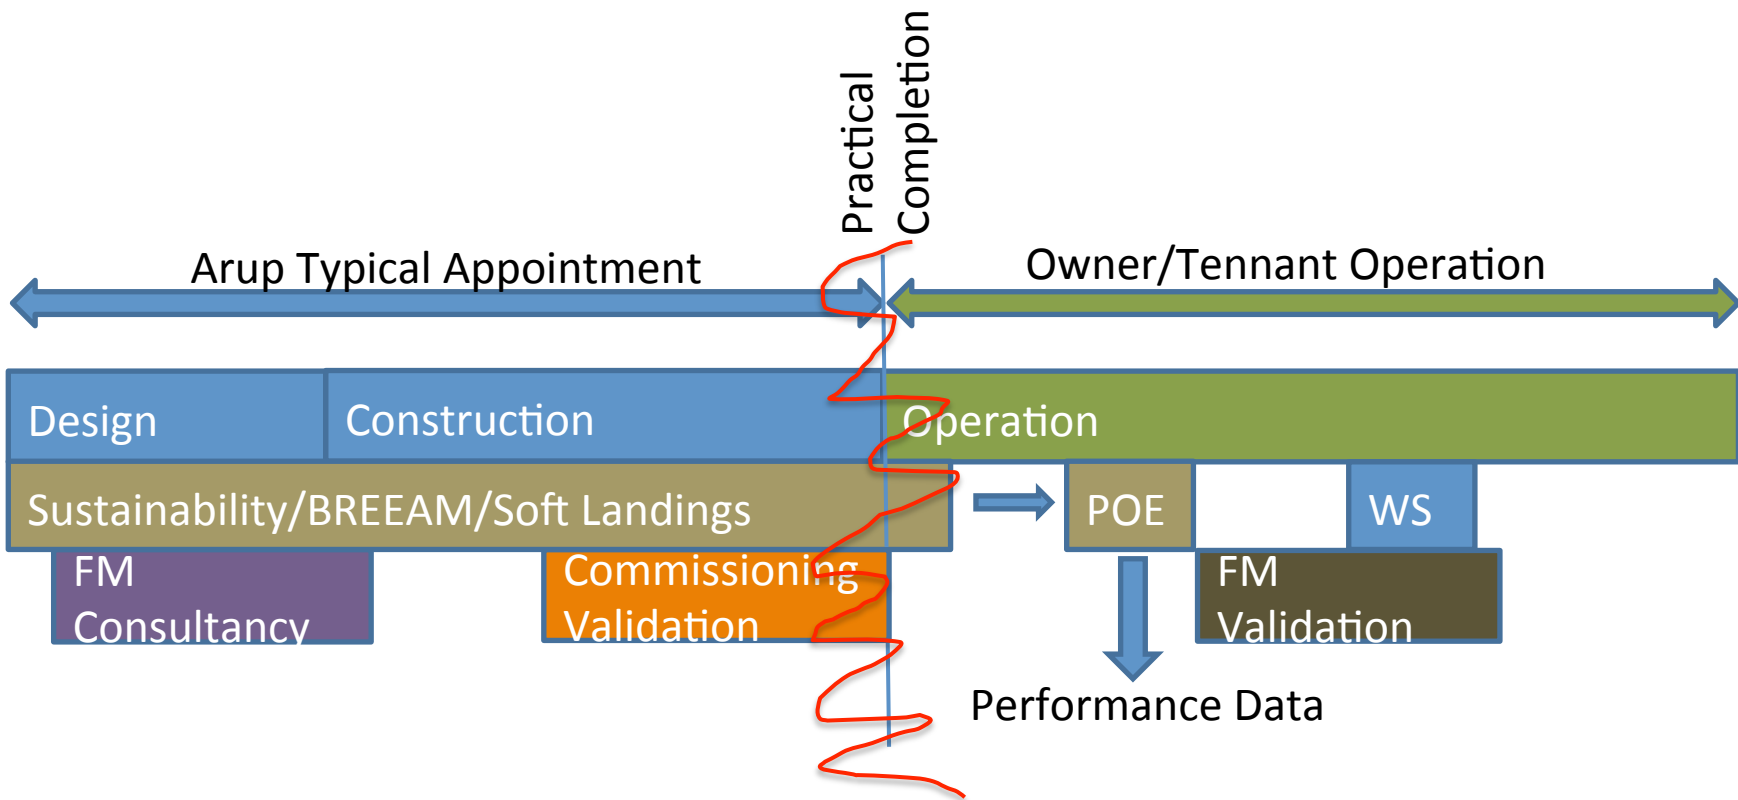 Practical
Completion
Arup Typical Appointment
Owner/Tennant Operation
Design
Construction
Operation
Sustainability/BREEAM/Soft Landings
POE
WS
FM
Consultancy
Commissioning
Validation
FM
Validation
Performance Data